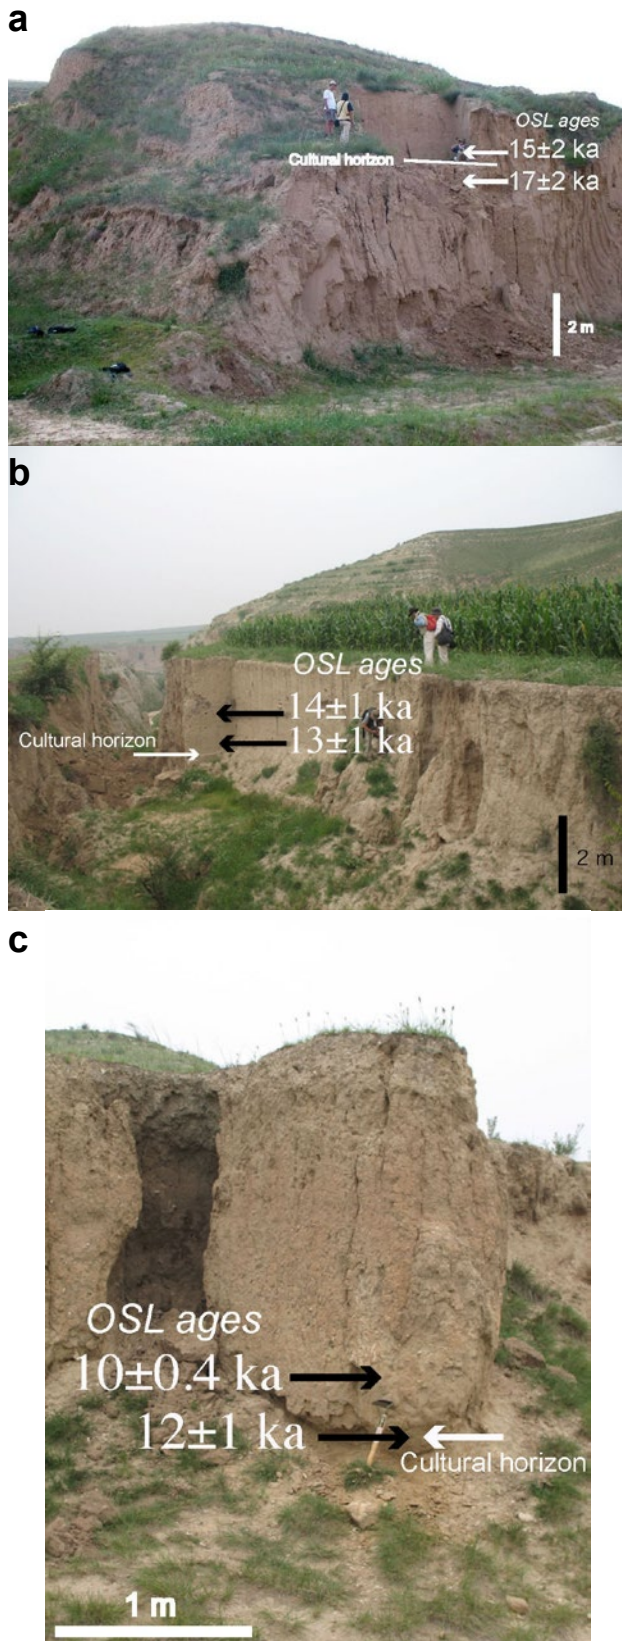 a
OSL ages
15±2 ka
Cultural horizon
17±2 ka
2 m
b
OSL ages
14±1 ka
13±1 ka
Cultural horizon
2 m
c
OSL ages
10±0.4 ka
12±1 ka
Cultural horizon
1 m